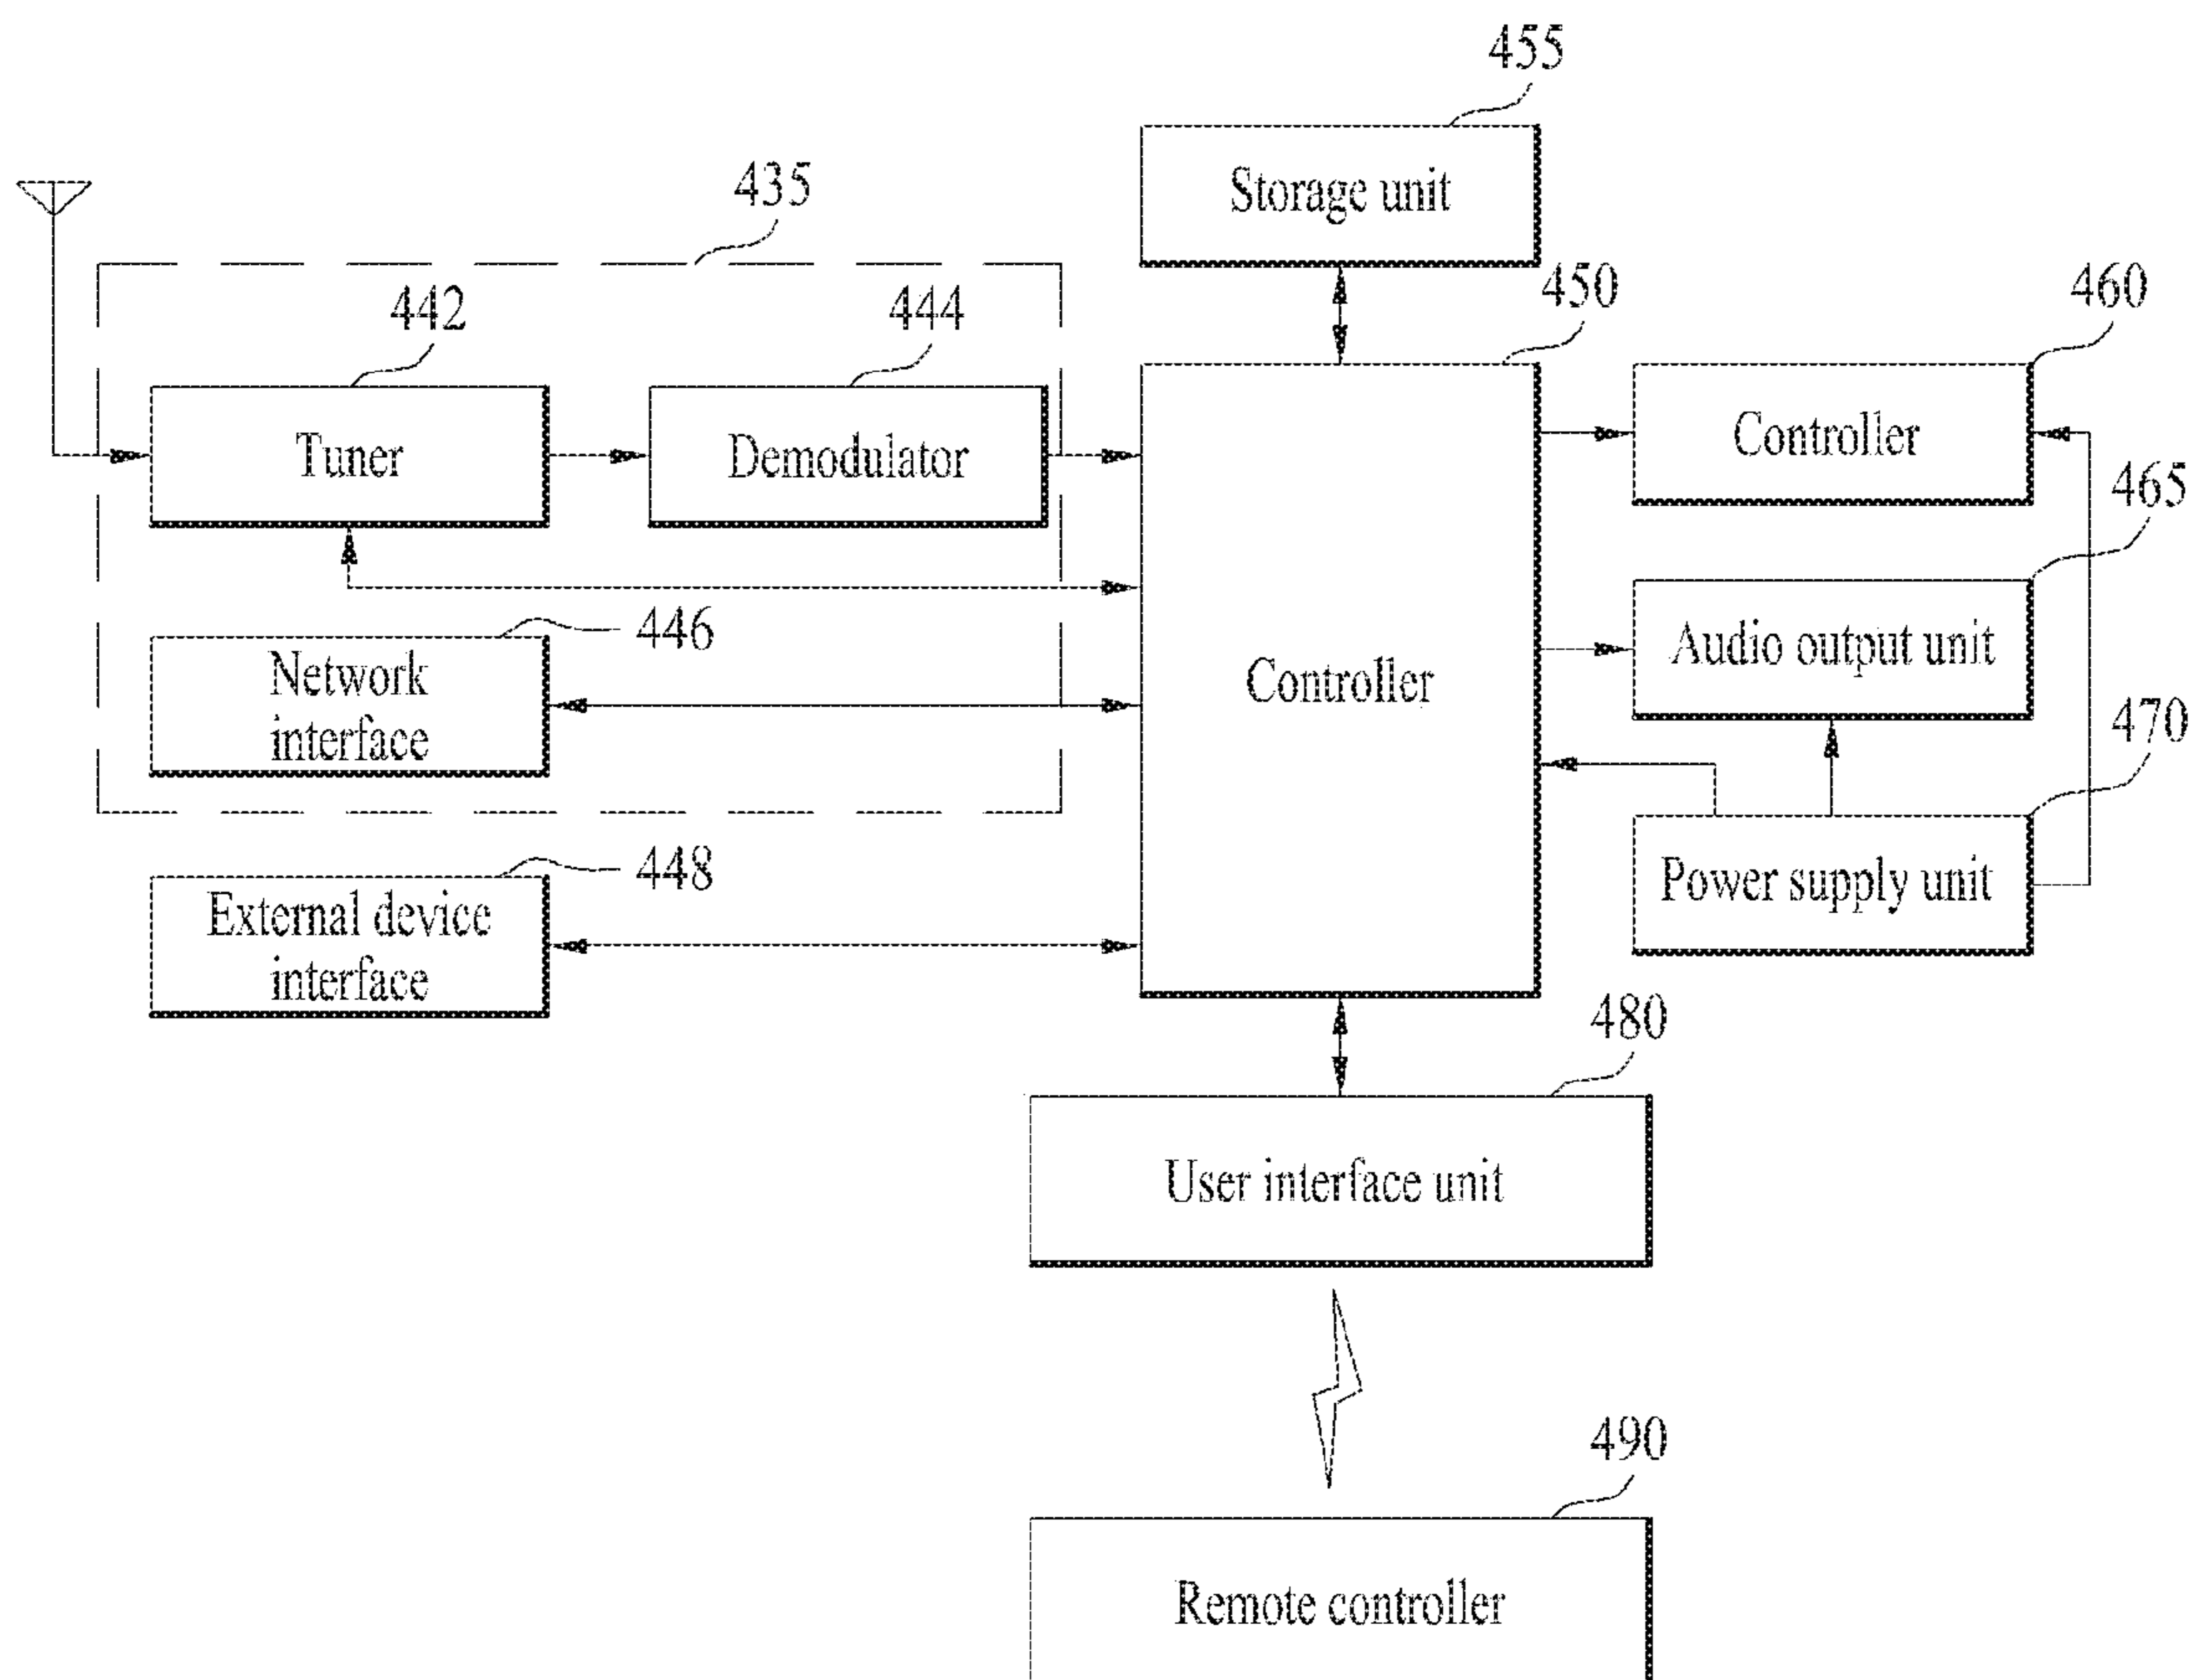 455
Storage unit
435
450
460
442
444
Tuner
Demodulator
Controller
465
446
Network
interface
Controller
Audio output unit
470
448
External device
interface
Power supply unit
480
User interface unit
490
Remote controller